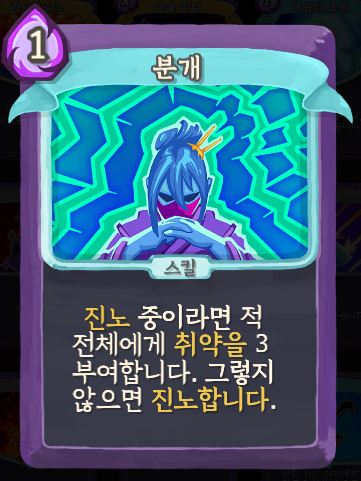 1
분개
스킬
진노 중이라면 적
전체에게 취약을 3
부여합니다. 그렇지
않으면 진노합니다.